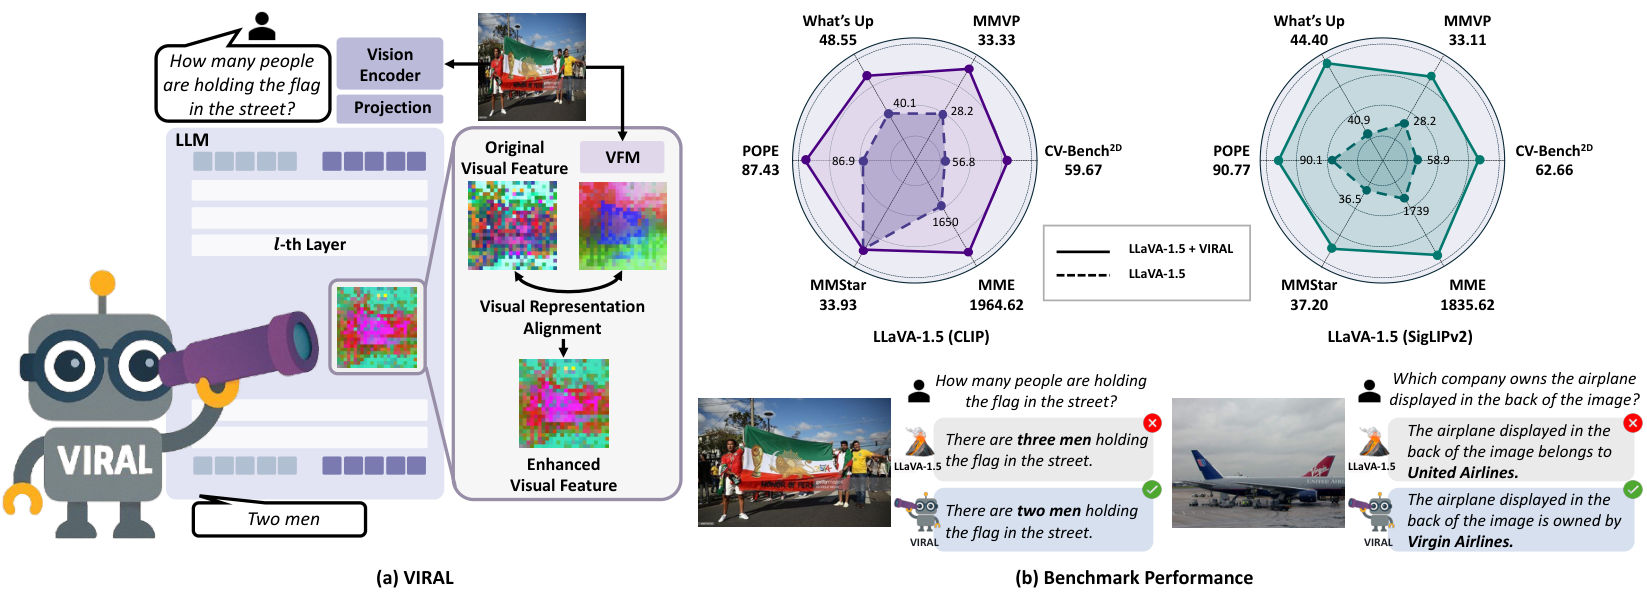 How many people
are holding the flag
in the street?
Vision
Encoder
Projection
LLM
l-th Layer
Original
Visual Feature
VFM
Visual Representation
Alignment
Enhanced
Visual Feature
VIRAL
Two men
(a) VIRAL
What's Up
48.55
MMVP
33.33
POPE
87.43
CV-Bench2D
59.67
MMStar
33.93
MME
1964.62
40.1
28.2
86.9
56.8
1650
LLaVA-1.5 (CLIP)
LLaVA-1.5 + VIRAL
LLaVA-1.5
What's Up
44.40
MMVP
33.11
POPE
90.77
CV-Bench2D
62.66
MMStar
37.20
MME
1835.62
40.9
28.2
90.1
58.9
36.5
1739
LLaVA-1.5 (SigLIPv2)
How many people are holding
the flag in the street?
LLaVA-1.5
There are three men holding
the flag in the street.
VIRAL
There are two men holding
the flag in the street.
Which company owns the airplane
displayed in the back of the image?
LLaVA-1.5
The airplane displayed in the
back of the image belongs to
United Airlines.
VIRAL
The airplane displayed in the
back of the image is owned by
Virgin Airlines.
(b) Benchmark Performance